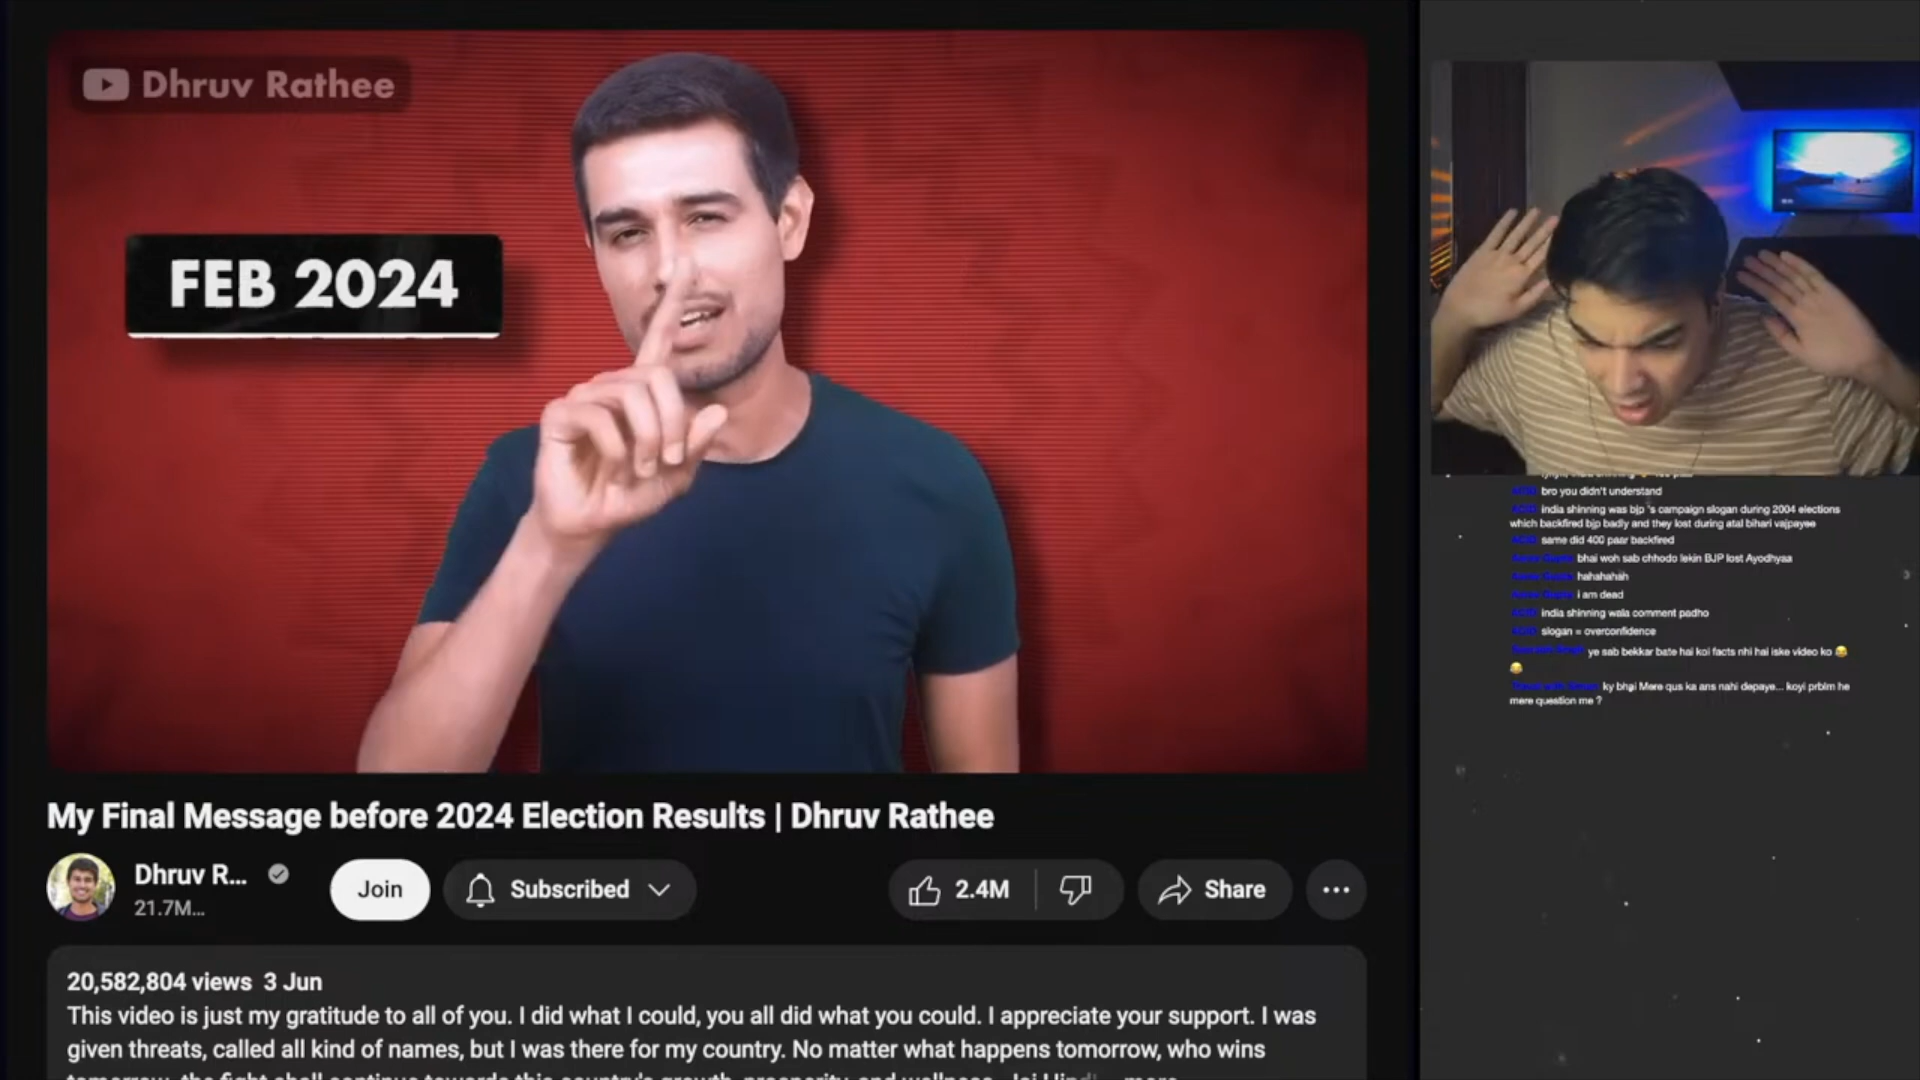 Dhruv Rathee
FEB 2024
My Final Message before 2024 Election Results | Dhruv Rathee
Dhruv R...
21.7M...
Join
Subscribed
2.4M
Share
20,582,804 views 3 Jun
This video is just my gratitude to all of you. I did what I could, you all did what you could. I appreciate your support. I was
given threats, called all kind of names, but I was there for my country. No matter what happens tomorrow, who wins
bro you didn't understand
india shinning was bjp 's campaign slogan during 2004 elections
which backfired bjp badly and they lost during atal bihari vajpayee
same did 400 paar backfired
bhai woh sab chhodo lekin BJP lost Ayodhyaa
hahahahah
i am dead
india shinning wala comment padho
slogan = overconfidence
ye sab bekkar bate hai koi facts nhi hai iske video ko 😂
😂
ky bhai Mere qus ka ans nahi depaye... koyi prblm he
mere question me ?